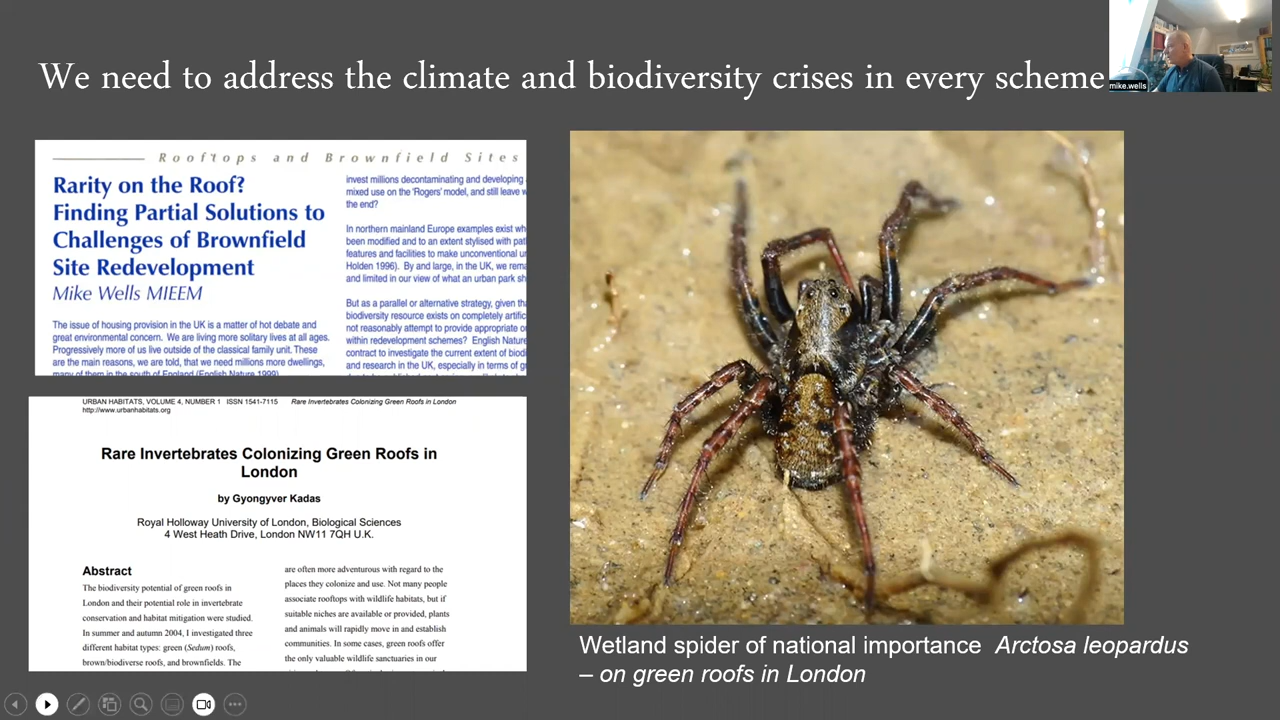 We need to address the climate and biodiversity crises in every scheme
mike.wells
Rooftops and Brownfield Sites
Rarity on the Roof?
Finding Partial Solutions to
Challenges of Brownfield
Site Redevelopment
Mike Wells MIEEM
The issue of housing provision in the UK is a matter of hot debate and
great environmental concern. We are living more solitary lives at all ages.
Progressively more of us live outside of the classical family unit. These
are the main reasons, we are told, that we need millions more dwellings,
many of them in the south of England (English Nature 1999)
invest millions decontaminating and developing
mixed use on the 'Rogers' model, and still leave
the end?
In northern mainland Europe examples exist
been modified and to an extent stylised with
features and facilities to make unconventional
Holden 1996). By and large, in the UK, we
and limited in our view of what an urban park
But as a parallel or alternative strategy, given
biodiversity resource exists on completely
not reasonably attempt to provide appropriate
within redevelopment schemes? English
contract to investigate the current extent of
and research in the UK, especially in terms of
URBAN HABITATS, VOLUME 4, NUMBER 1 ISSN 1541-7115 Rare Invertebrates Colonizing Green Roofs in London
http://www.urbanhabitats.org
Rare Invertebrates Colonizing Green Roofs in
London
by Gyongyver Kadas
Royal Holloway University of London, Biological Sciences
4 West Heath Drive, London NW11 7QH U.K.
Abstract
The biodiversity potential of green roofs in
London and their potential role in invertebrate
conservation and habitat mitigation were studied.
In summer and autumn 2004, I investigated three
different habitat types: green (Sedum) roofs,
brown/biodiverse roofs, and brownfields. The
are often more adventurous with regard to the
places they colonize and use. Not many people
associate rooftops with wildlife habitats, but if
suitable niches are available or provided, plants
and animals will rapidly move in and establish
communities. In some cases, green roofs offer
the only valuable wildlife sanctuaries in our
Wetland spider of national importance Arctosa leopardus
– on green roofs in London